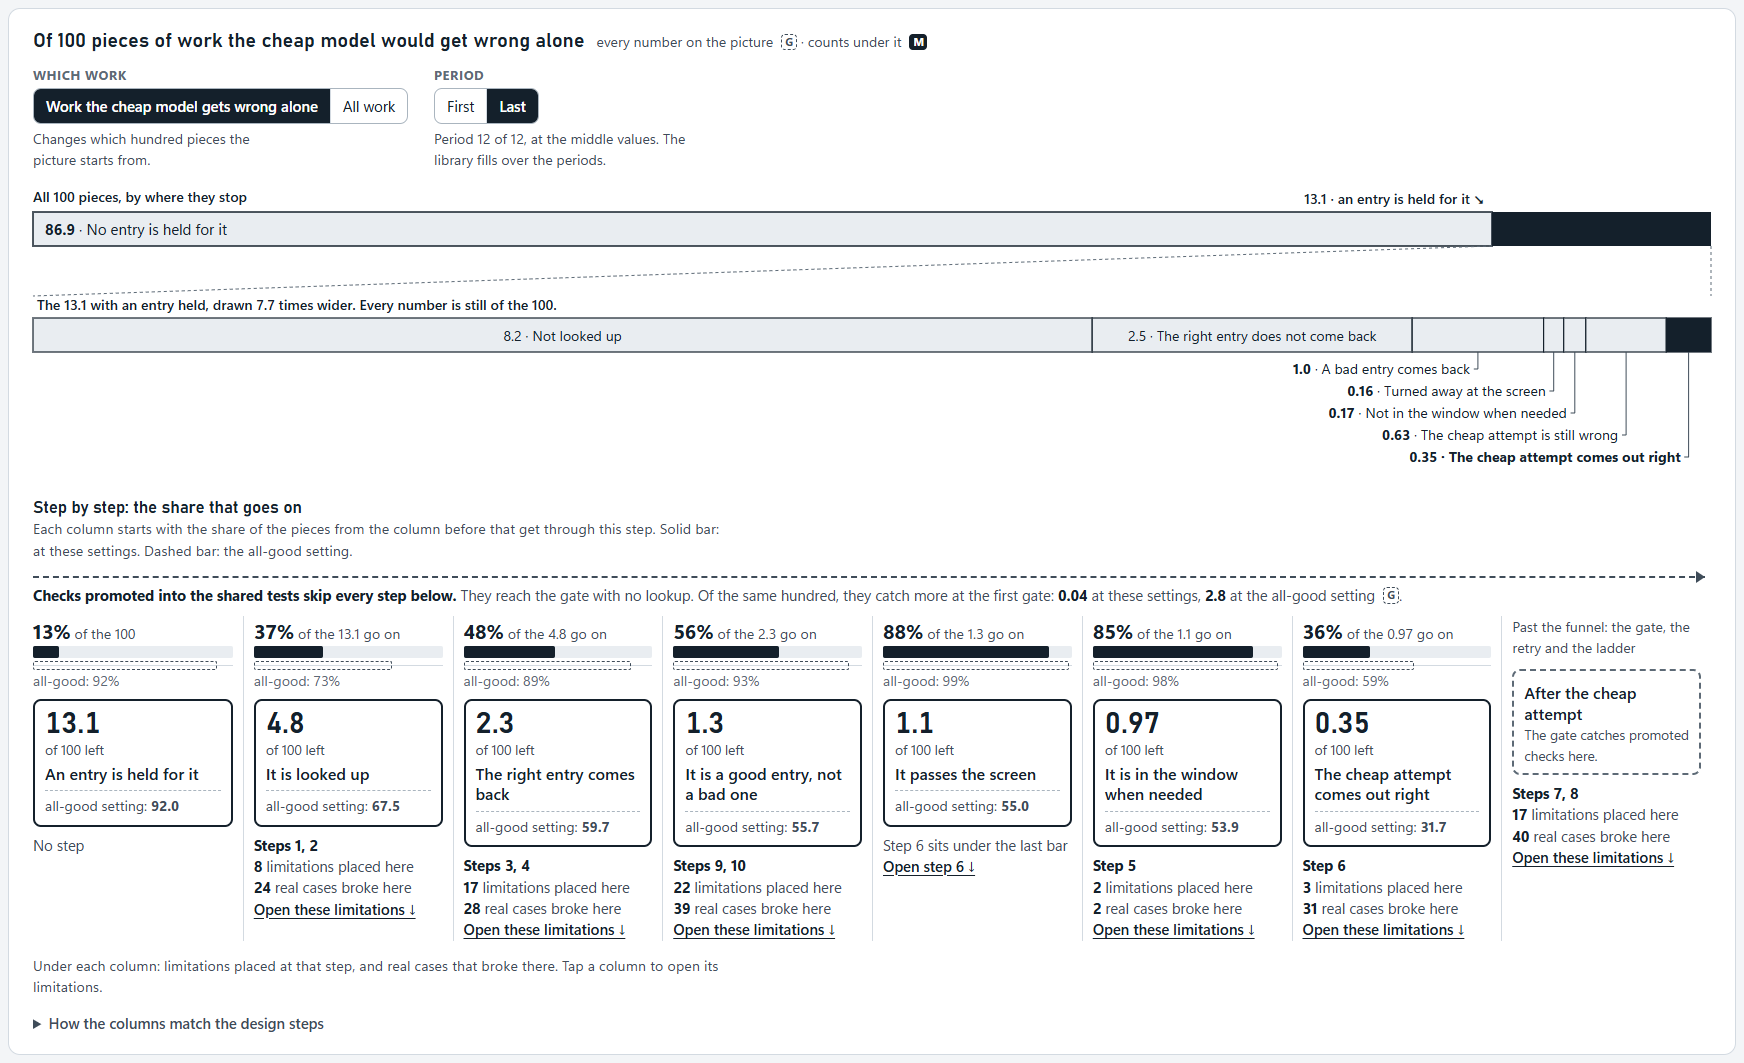 Of 100 pieces of work the cheap model would get wrong alone every number on the picture G · counts under it M
WHICH WORK
Work the cheap model gets wrong alone All work
Changes which hundred pieces the
picture starts from.
PERIOD
First Last
Period 12 of 12, at the middle values. The
library fills over the periods.
All 100 pieces, by where they stop
13.1 · an entry is held for it ↘
86.9 · No entry is held for it
The 13.1 with an entry held, drawn 7.7 times wider. Every number is still of the 100.
8.2 · Not looked up
2.5 · The right entry does not come back
1.0 · A bad entry comes back
0.16 · Turned away at the screen
0.17 · Not in the window when needed
0.63 · The cheap attempt is still wrong
0.35 · The cheap attempt comes out right
Step by step: the share that goes on
Each column starts with the share of the pieces from the column before that get through this step. Solid bar:
at these settings. Dashed bar: the all-good setting.
Checks promoted into the shared tests skip every step below. They reach the gate with no lookup. Of the same hundred, they catch more at the first gate: 0.04 at these settings, 2.8 at the all-good setting G.
13% of the 100
all-good: 92%
13.1
of 100 left
An entry is held for it
all-good setting: 92.0
No step
37% of the 13.1 go on
all-good: 73%
4.8
of 100 left
It is looked up
all-good setting: 67.5
Steps 1, 2
8 limitations placed here
24 real cases broke here
Open these limitations ↓
48% of the 4.8 go on
all-good: 89%
2.3
of 100 left
The right entry comes
back
all-good setting: 59.7
Steps 3, 4
17 limitations placed here
28 real cases broke here
Open these limitations ↓
56% of the 2.3 go on
all-good: 93%
1.3
of 100 left
It is a good entry, not
a bad one
all-good setting: 55.7
Steps 9, 10
22 limitations placed here
39 real cases broke here
Open these limitations ↓
88% of the 1.3 go on
all-good: 99%
1.1
of 100 left
It passes the screen
all-good setting: 55.0
Step 6 sits under the last bar
Open step 6 ↓
85% of the 1.1 go on
all-good: 98%
0.97
of 100 left
It is in the window
when needed
all-good setting: 53.9
Step 5
2 limitations placed here
2 real cases broke here
Open these limitations ↓
36% of the 0.97 go on
all-good: 59%
0.35
of 100 left
The cheap attempt
comes out right
all-good setting: 31.7
Step 6
3 limitations placed here
31 real cases broke here
Open these limitations ↓
Past the funnel: the gate, the
retry and the ladder
After the cheap
attempt
The gate catches promoted
checks here.
Steps 7, 8
17 limitations placed here
40 real cases broke here
Open these limitations ↓
Under each column: limitations placed at that step, and real cases that broke there. Tap a column to open its
limitations.
▶ How the columns match the design steps